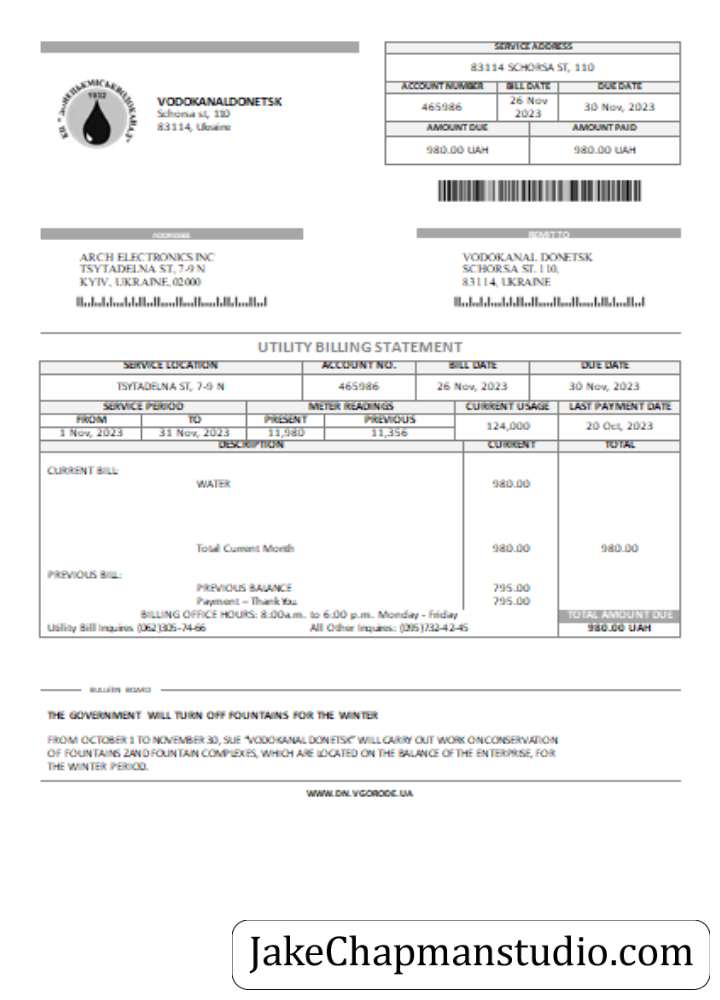 SERVICE ADDRESS
83114 SCHORSA ST, 110
ACCOUNT NUMBER BILL DATE DUE DATE
465986 26 Nov 2023 30 Nov, 2023
AMOUNT DUE AMOUNT PAID
980.00 UAH 980.00 UAH
КП "ДОНЕЦЬКМІСЬКВОДОКАНАЛ"
1932
VODOKANALDONETSK
Schorsa st, 110
83114, Ukraine
ADDRESSEE
ARCH ELECTRONICS INC
TSYTADELNA ST, 7-9 N
KYIV, UKRAINE, 02000
REMIT TO
VODOKANAL DONETSK
SCHORSA ST. 110,
83114, UKRAINE
UTILITY BILLING STATEMENT
SERVICE LOCATION ACCOUNT NO. BILL DATE DUE DATE
TSYTADELNA ST, 7-9 N 465986 26 Nov, 2023 30 Nov, 2023
SERVICE PERIOD METER READINGS CURRENT USAGE LAST PAYMENT DATE
FROM TO PRESENT PREVIOUS
1 Nov, 2023 31 Nov, 2023 11,980 11,356 124,000 20 Oct, 2023
DESCRIPTION CURRENT TOTAL
CURRENT BILL:
WATER 980.00
Total Current Month 980.00 980.00
PREVIOUS BILL:
PREVIOUS BALANCE 795.00
Payment – Thank You 795.00
BILLING OFFICE HOURS: 8:00a.m. to 6:00 p.m. Monday - Friday TOTAL AMOUNT DUE
Utility Bill Inquires (062)305-74-66 All Other Inquires: (095)732-42-45 980.00 UAH
BULLETIN BOARD
THE GOVERNMENT WILL TURN OFF FOUNTAINS FOR THE WINTER
FROM OCTOBER 1 TO NOVEMBER 30, SUE "VODOKANAL DONETSK" WILL CARRY OUT WORK ON CONSERVATION
OF FOUNTAINS 2AND FOUNTAIN COMPLEXES, WHICH ARE LOCATED ON THE BALANCE OF THE ENTERPRISE, FOR
THE WINTER PERIOD.
WWW.DN.VGORODE.UA
JakeChapmanstudio.com